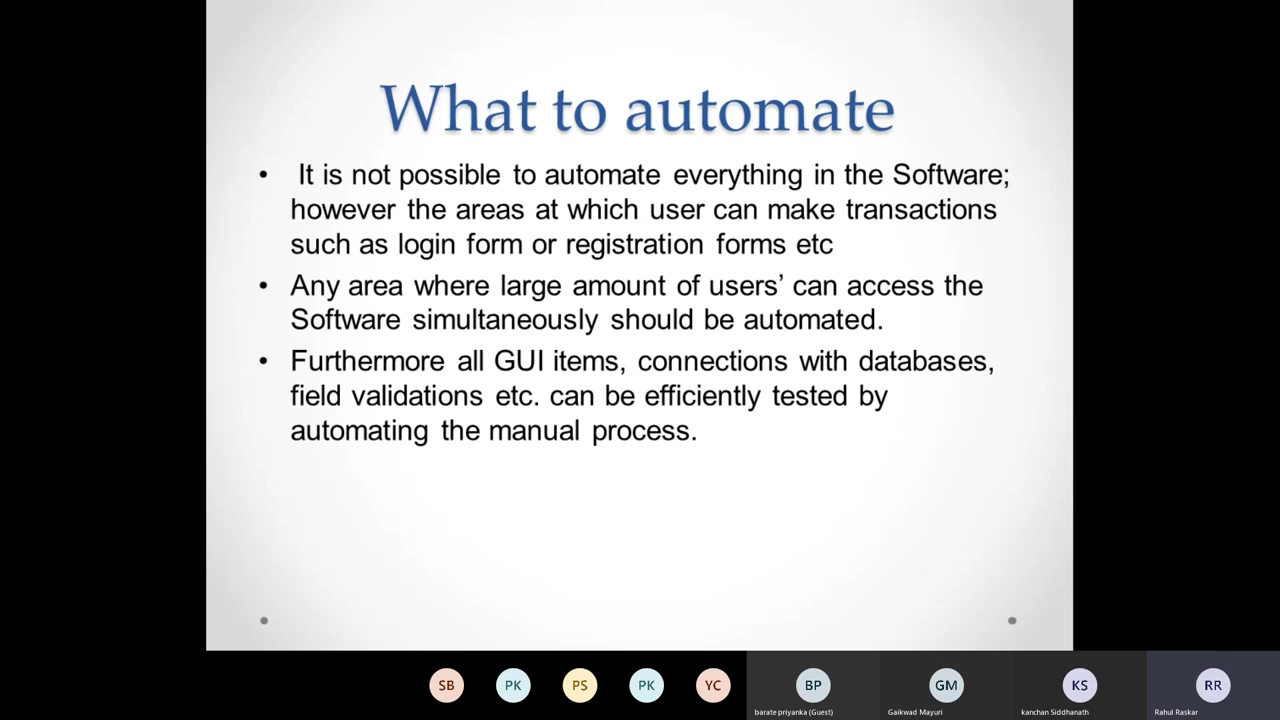 What to automate
• It is not possible to automate everything in the Software;
however the areas at which user can make transactions
such as login form or registration forms etc
• Any area where large amount of users’ can access the
Software simultaneously should be automated.
• Furthermore all GUI items, connections with databases,
field validations etc. can be efficiently tested by
automating the manual process.
SB PK PS PK YC BP GM KS RR
barate priyanka (Guest) Gaikwad Mayuri kanchan Siddhanath Rahul Raskar